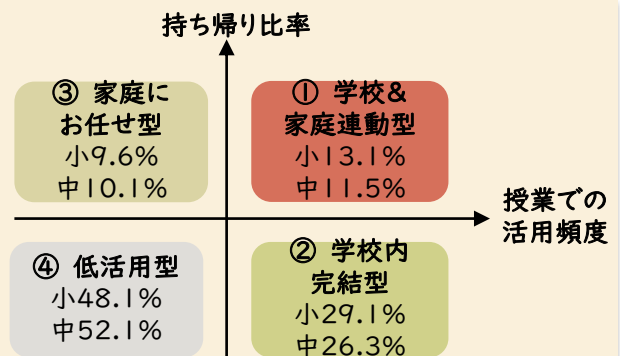 持ち帰り比率
③ 家庭に
お任せ型
小9.6%
中10.1%
① 学校&
家庭連動型
小13.1%
中11.5%
授業での
活用頻度
④ 低活用型
小48.1%
中52.1%
② 学校内
完結型
小29.1%
中26.3%